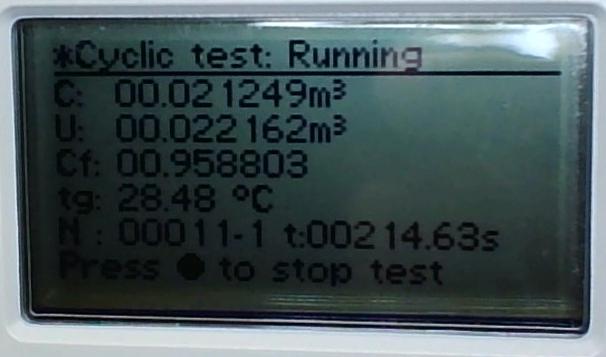 *Cyclic test: Running
C: 00.021249m³
U: 00.022162m³
Cf: 00.958803
tg: 28.48 °C
N : 00011-1 t:00214.63s
Press ● to stop test